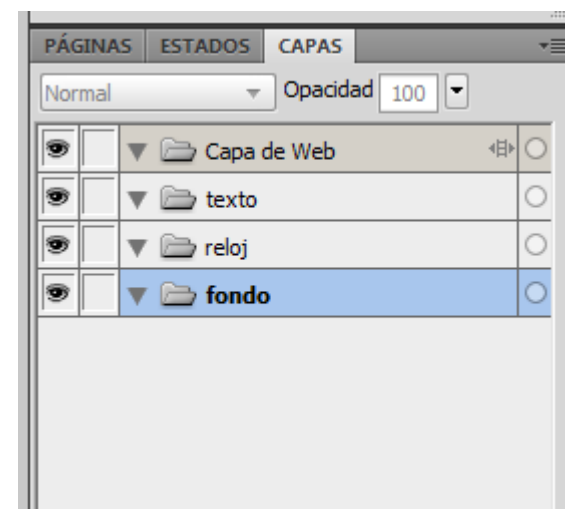 PÁGINAS ESTADOS CAPAS
Normal Opacidad 100
Capa de Web
texto
reloj
fondo